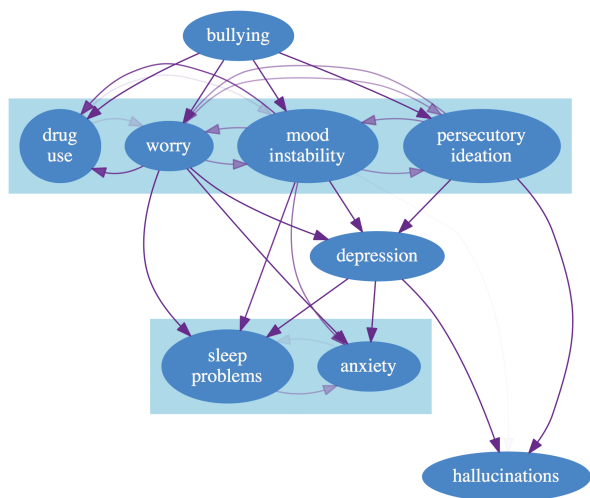 bullying
drug
use
worry
mood
instability
persecutory
ideation
depression
sleep
problems
anxiety
hallucinations